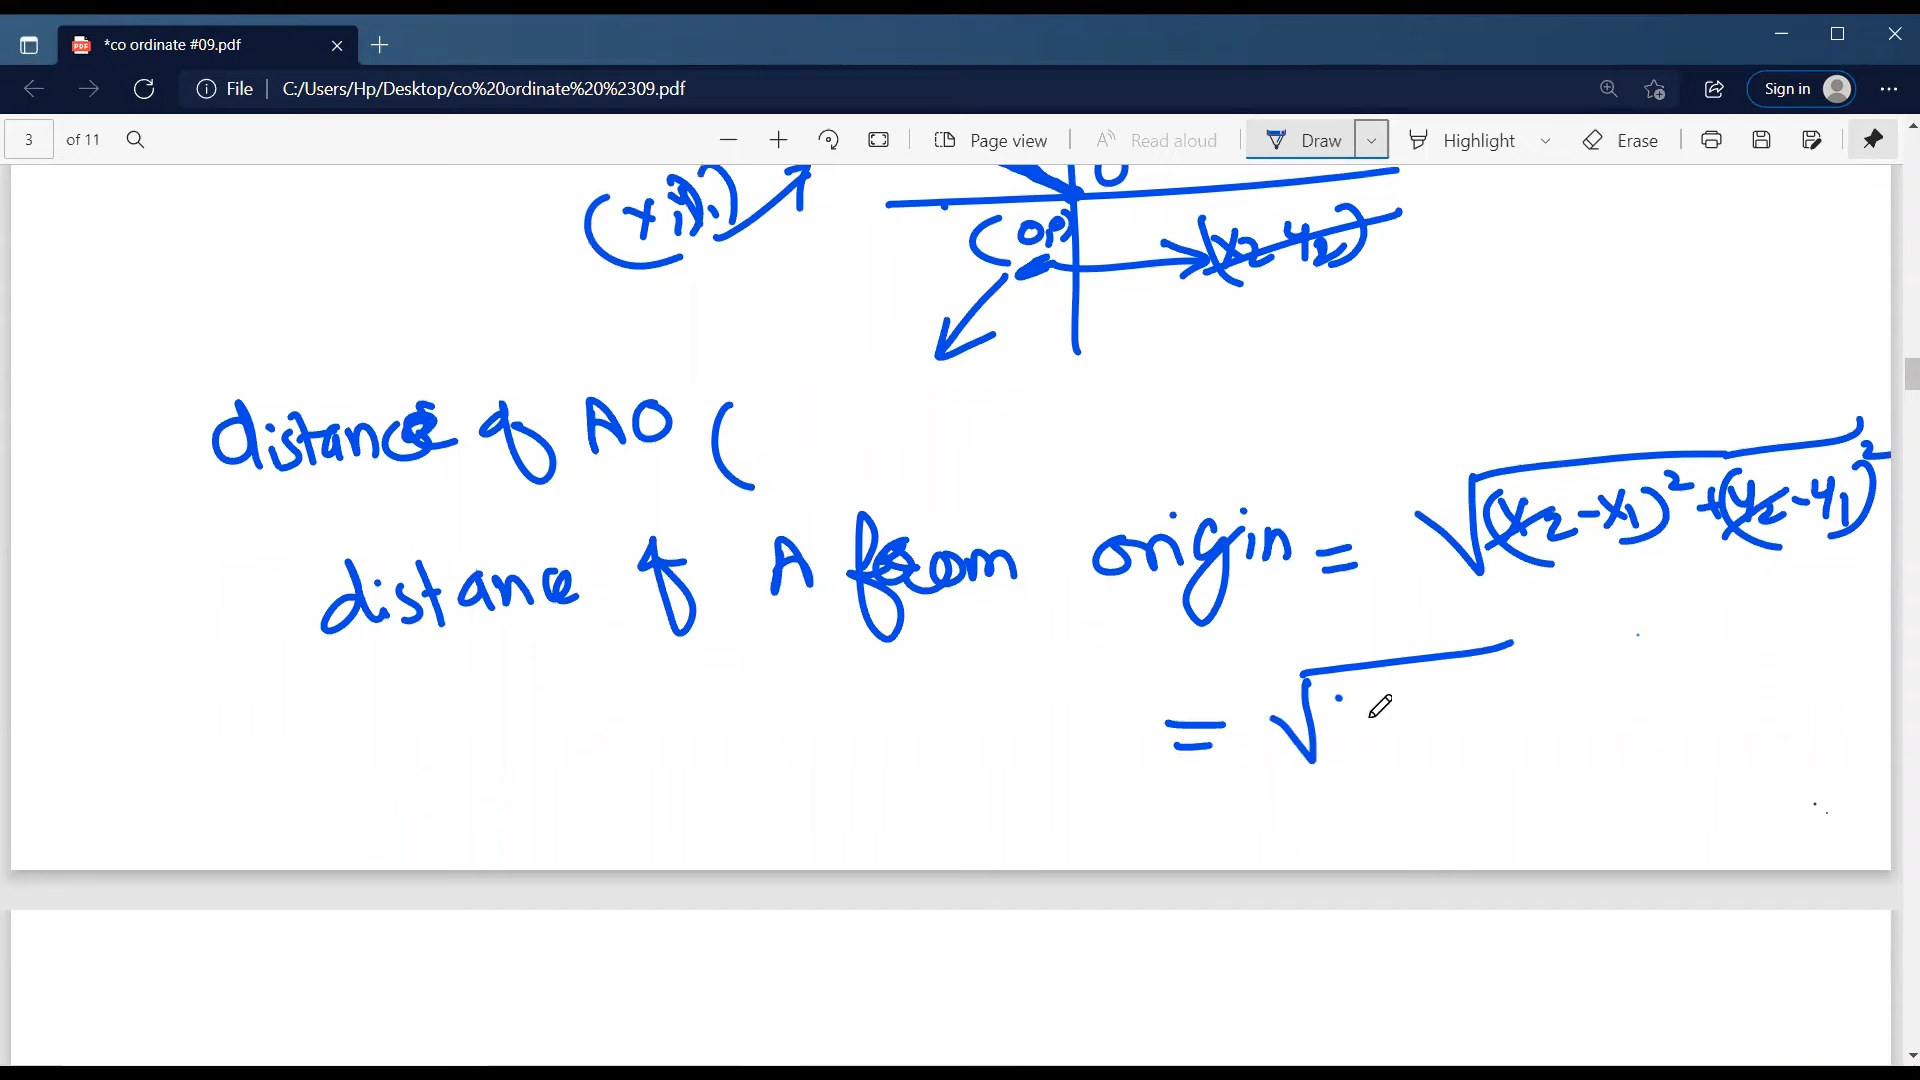 *co ordinate #09.pdf
File C:/Users/Hp/Desktop/co%20ordinate%20%2309.pdf Sign in
3 of 11 Page view Read aloud Draw Highlight Erase
(x1,y1) O
(0,0) (x2 y2)
distance of AO (
distance of A from origin = √(x2-x1)²+(y2-y1)²
= √